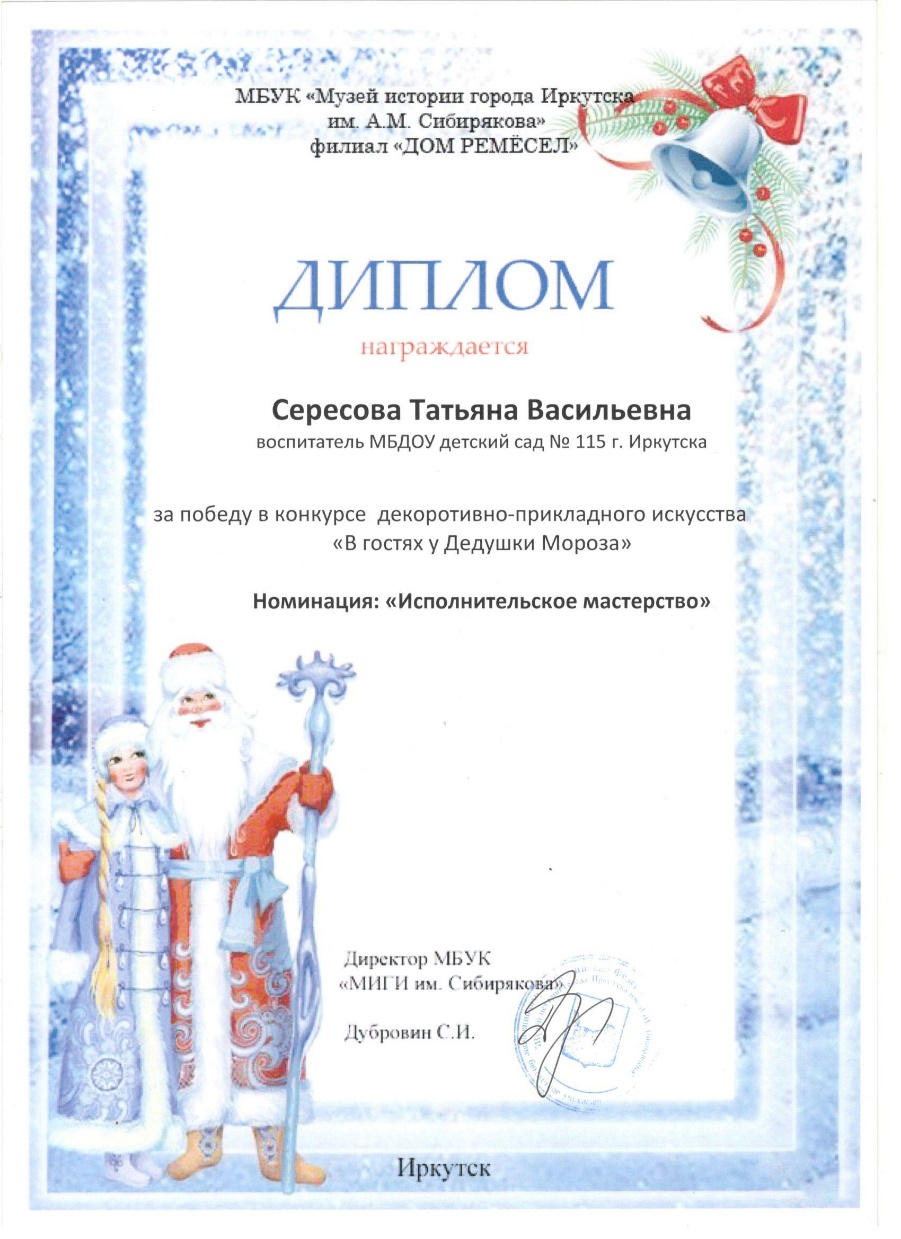 МБУК «Музей истории города Иркутска
им. А.М. Сибирякова»
филиал «ДОМ РЕМЁСЕЛ»
ДИПЛОМ
награждается
Сересова Татьяна Васильевна
воспитатель МБДОУ детский сад № 115 г. Иркутска
за победу в конкурсе декоротивно-прикладного искусства
«В гостях у Дедушки Мороза»
Номинация: «Исполнительское мастерство»
Директор МБУК
«МИГИ им. Сибирякова»
Дубровин С.И.
Иркутск